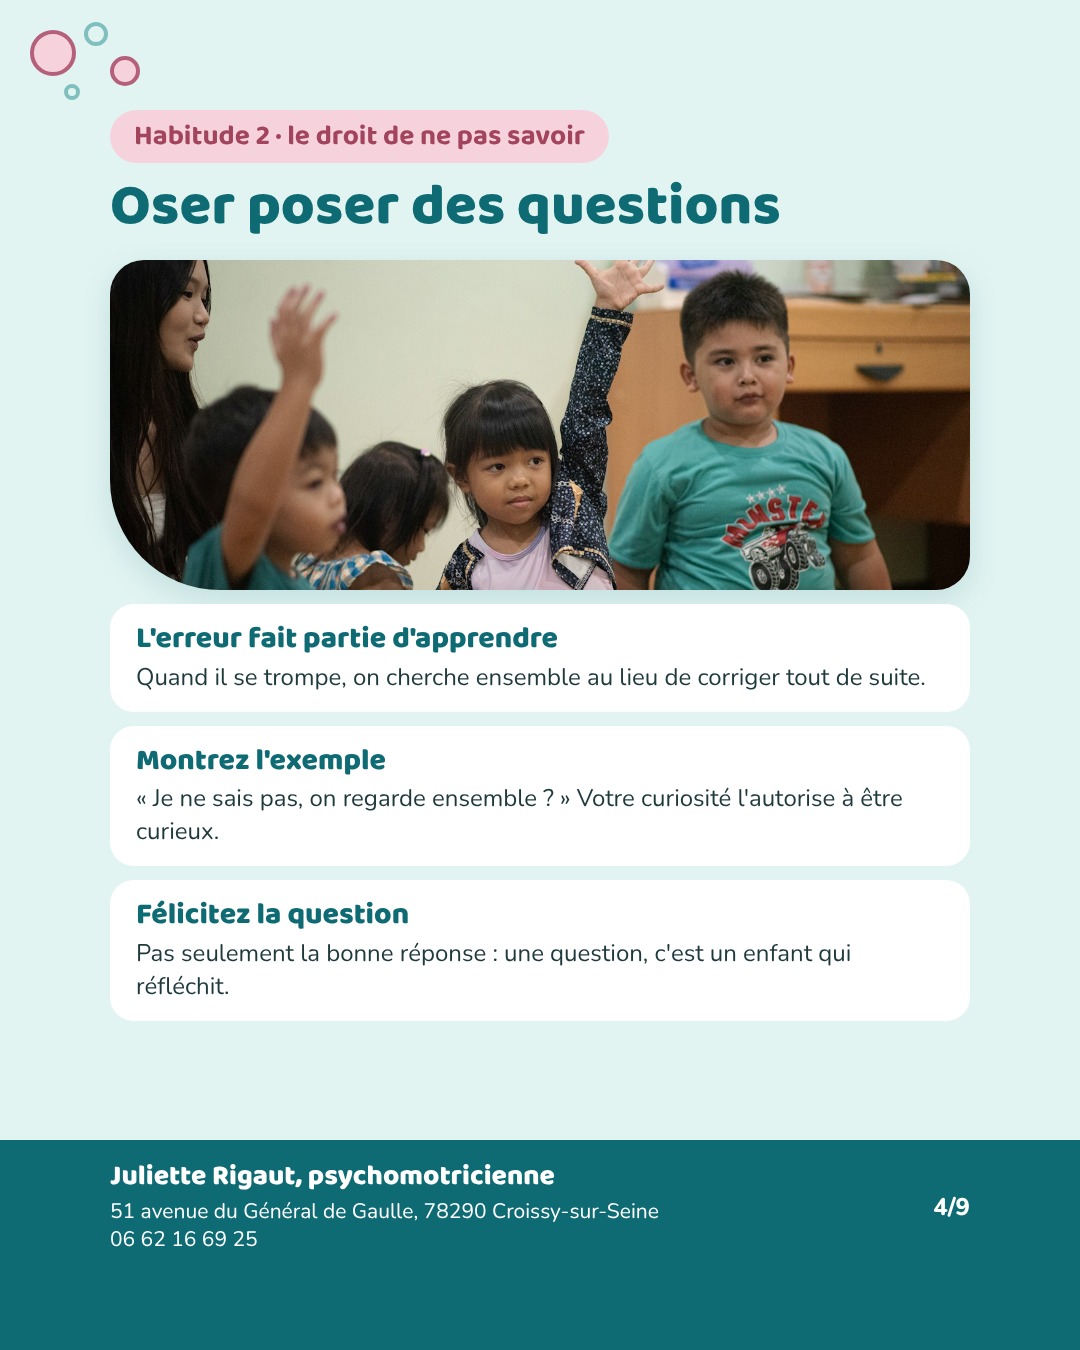 Habitude 2 · le droit de ne pas savoir
Oser poser des questions
MONSTER
L'erreur fait partie d'apprendre
Quand il se trompe, on cherche ensemble au lieu de corriger tout de suite.
Montrez l'exemple
« Je ne sais pas, on regarde ensemble ? » Votre curiosité l'autorise à être
curieux.
Félicitez la question
Pas seulement la bonne réponse : une question, c'est un enfant qui
réfléchit.
Juliette Rigaut, psychomotricienne
51 avenue du Général de Gaulle, 78290 Croissy-sur-Seine
06 62 16 69 25
4/9